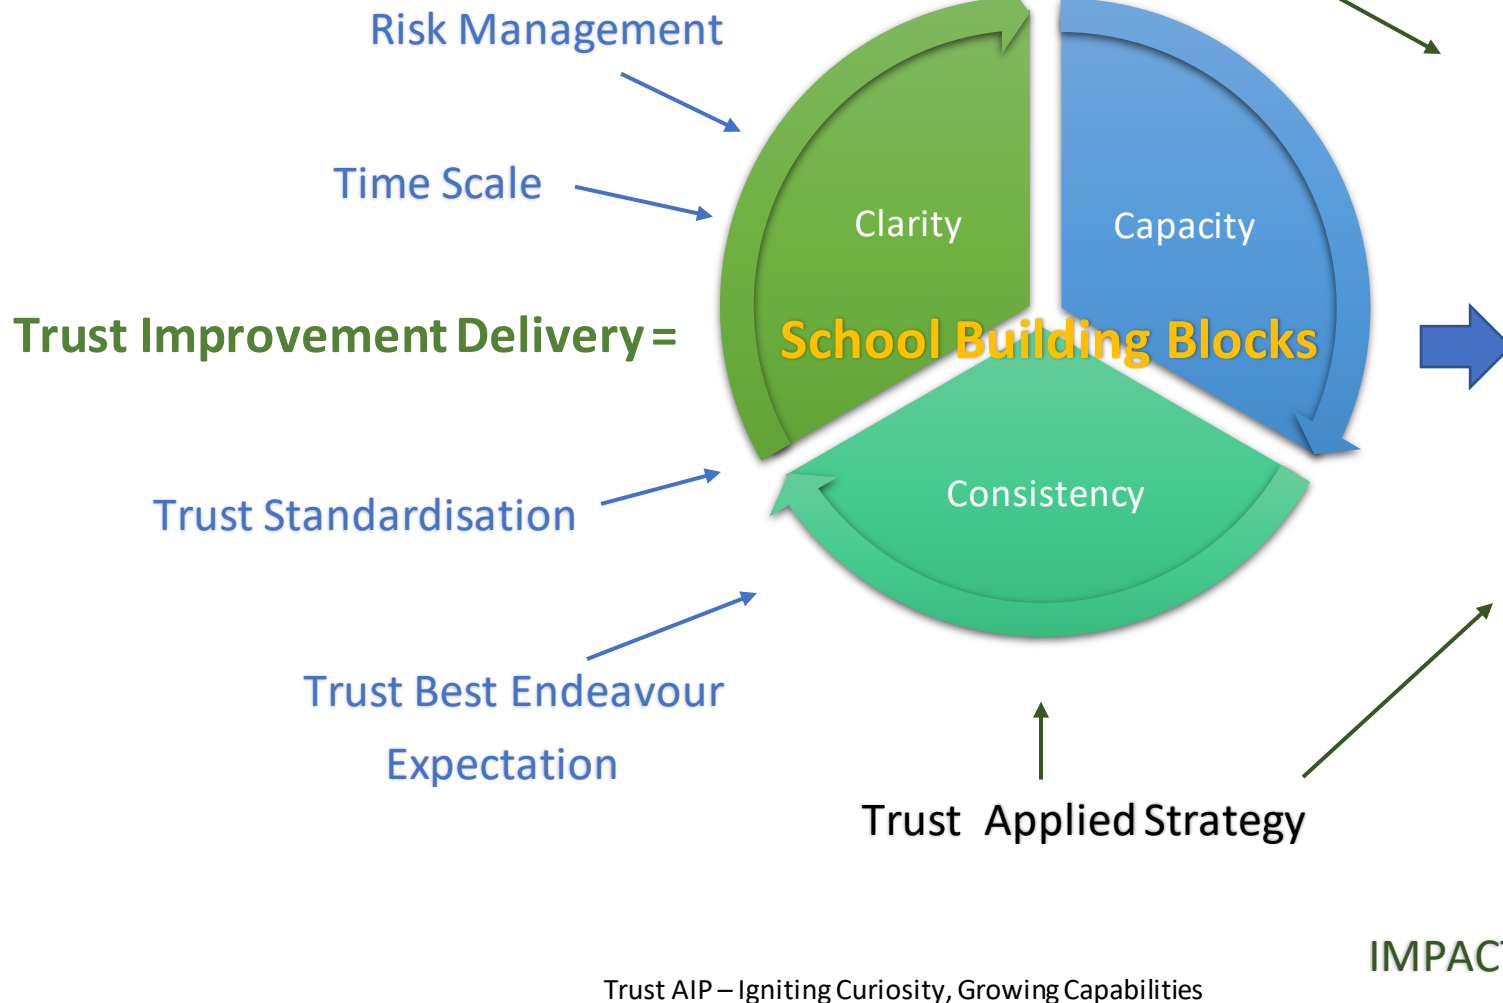 Risk Management
Time Scale
Clarity
Capacity
Trust Improvement Delivery =
School Building Blocks
Consistency
Trust Standardisation
Trust Best Endeavour
Expectation
Trust Applied Strategy
IMPACT
Trust AIP – Igniting Curiosity, Growing Capabilities